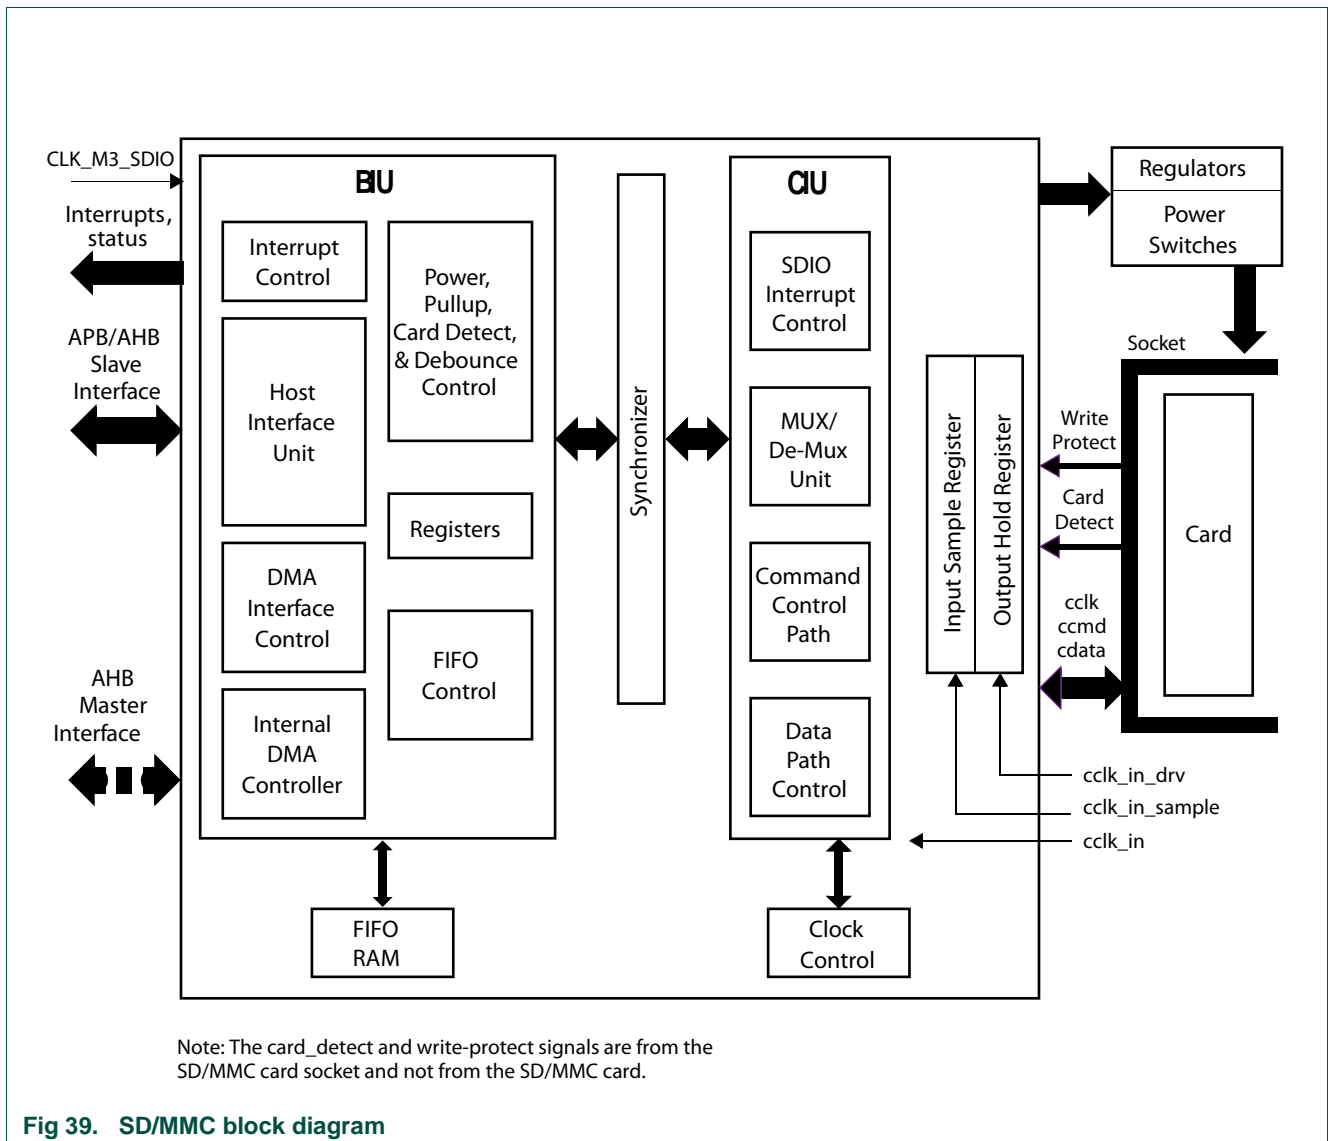 CLK_M3_SDIO
Interrupts,
status
APB/AHB
Slave
Interface
AHB
Master
Interface
BIU
Interrupt
Control
Host
Interface
Unit
DMA
Interface
Control
Internal
DMA
Controller
Power,
Pullup,
Card Detect,
& Debounce
Control
Registers
FIFO
Control
FIFO
RAM
Synchronizer
CIU
SDIO
Interrupt
Control
MUX/
De-Mux
Unit
Command
Control
Path
Data
Path
Control
Clock
Control
Input Sample Register
Output Hold Register
Regulators
Power
Switches
Socket
Write
Protect
Card
Detect
cclk
ccmd
cdata
Card
cclk_in_drv
cclk_in_sample
cclk_in
Note: The card_detect and write-protect signals are from the
SD/MMC card socket and not from the SD/MMC card.
Fig 39. SD/MMC block diagram